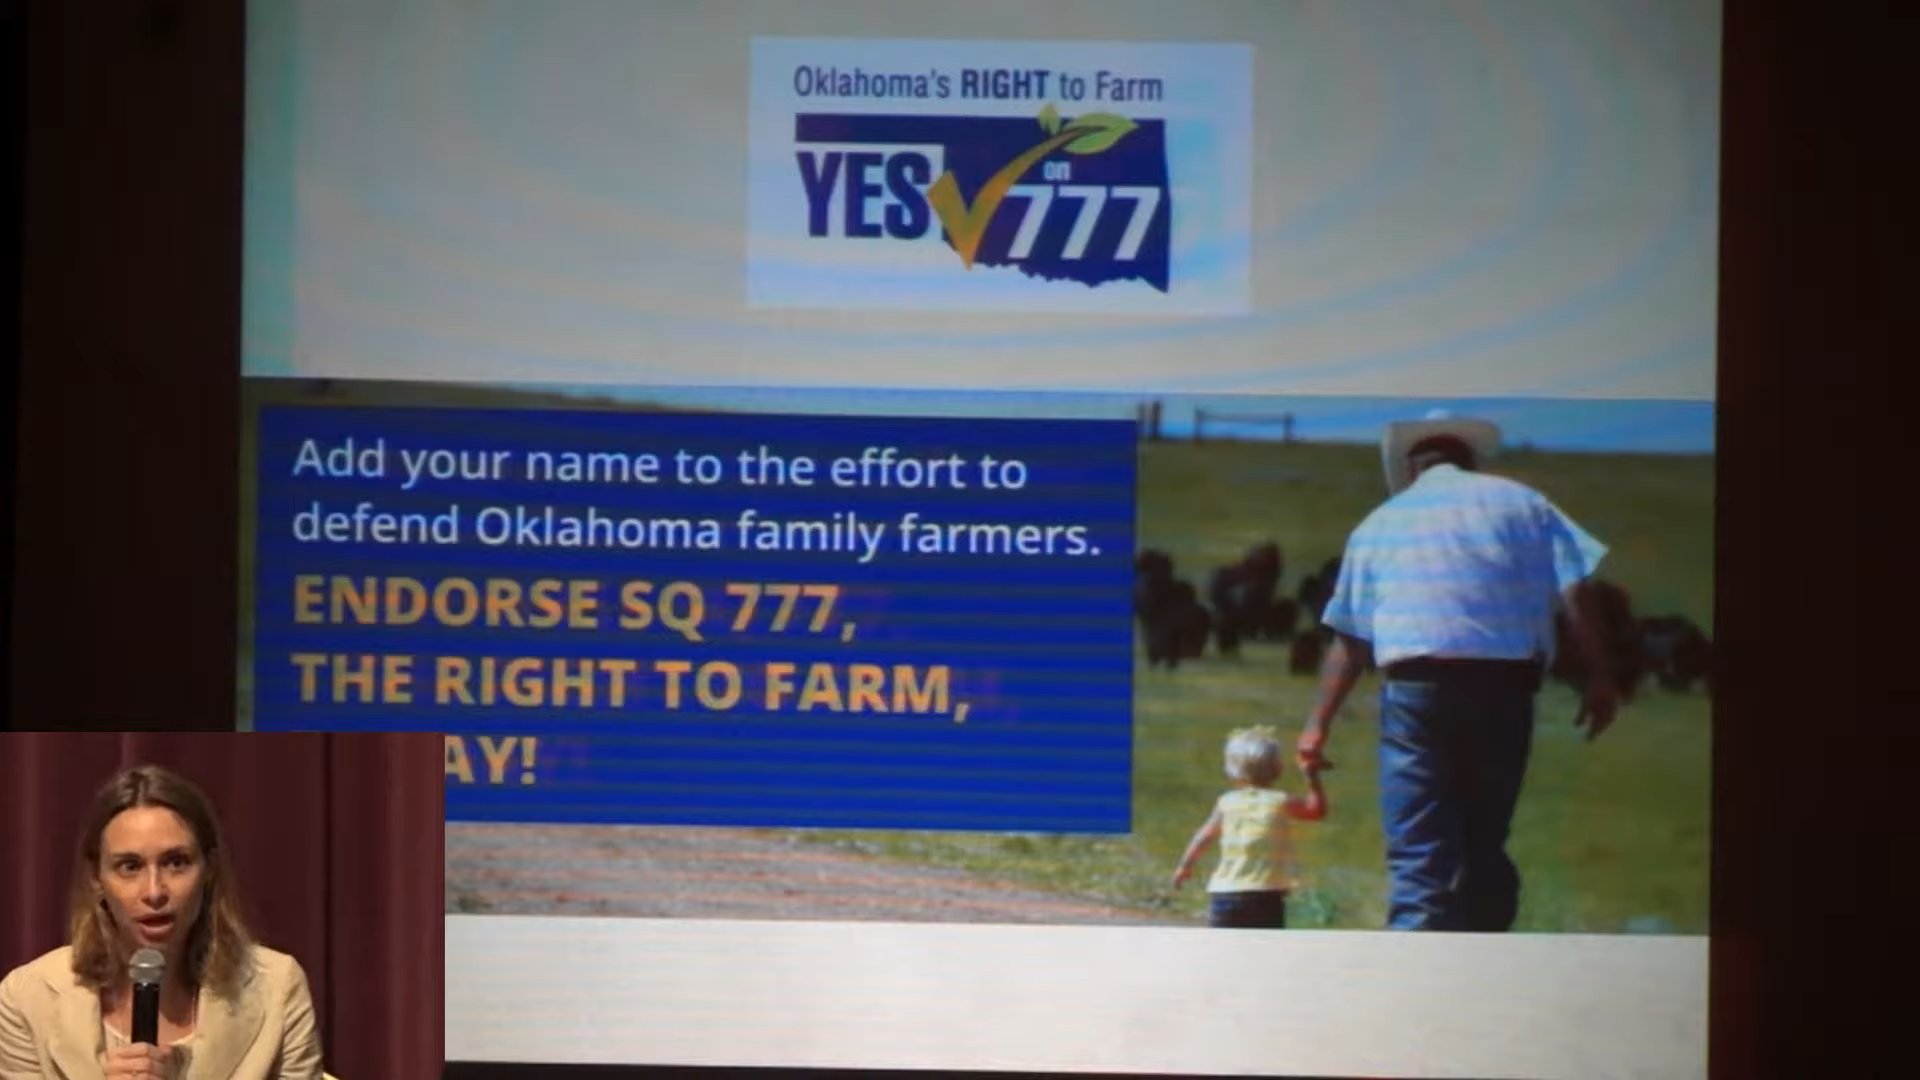 Oklahoma's RIGHT to Farm
YES on 777
Add your name to the effort to
defend Oklahoma family farmers.
ENDORSE SQ 777,
THE RIGHT TO FARM,
AY!